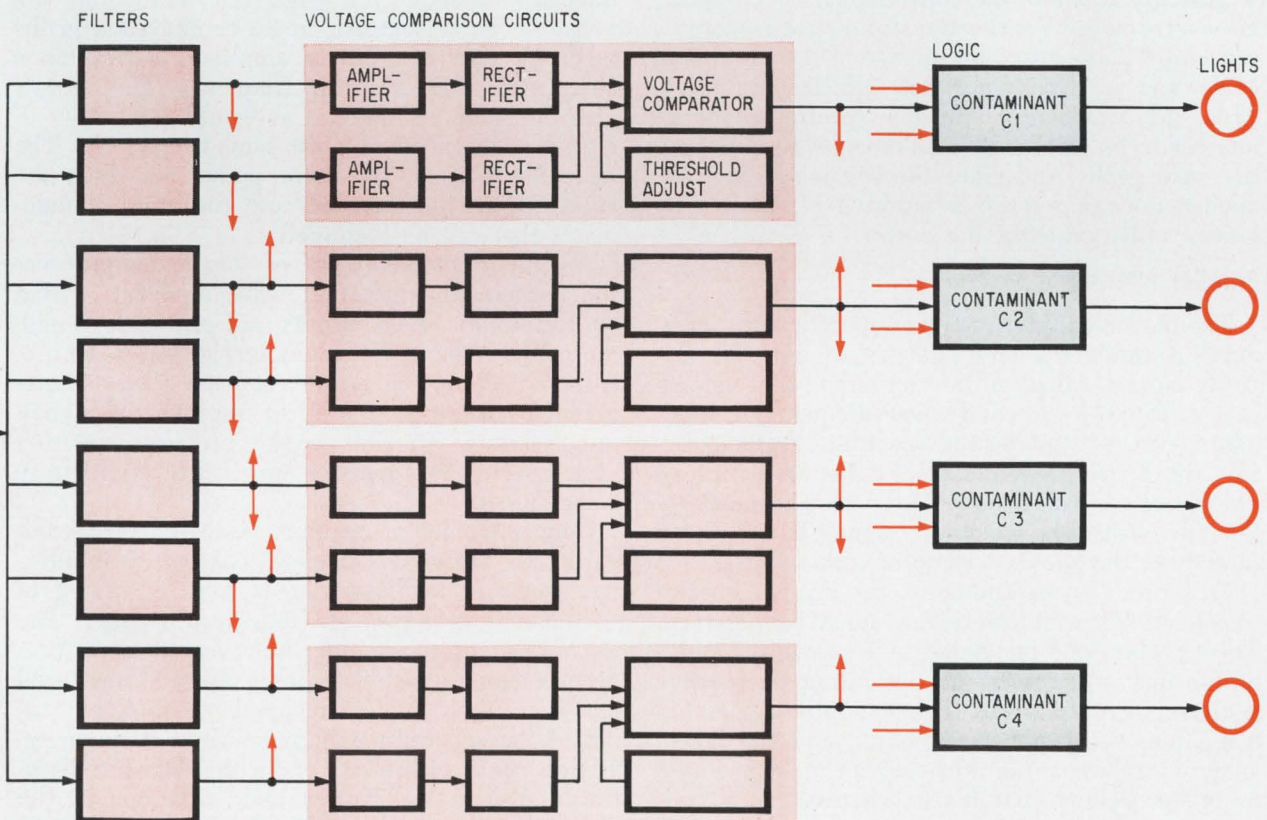 FILTERS
VOLTAGE COMPARISON CIRCUITS
LOGIC
LIGHTS
AMPL-
IFIER
RECT-
IFIER
VOLTAGE
COMPARATOR
CONTAMINANT
C1
AMPL-
IFIER
RECT-
IFIER
THRESHOLD
ADJUST
CONTAMINANT
C2
CONTAMINANT
C3
CONTAMINANT
C4